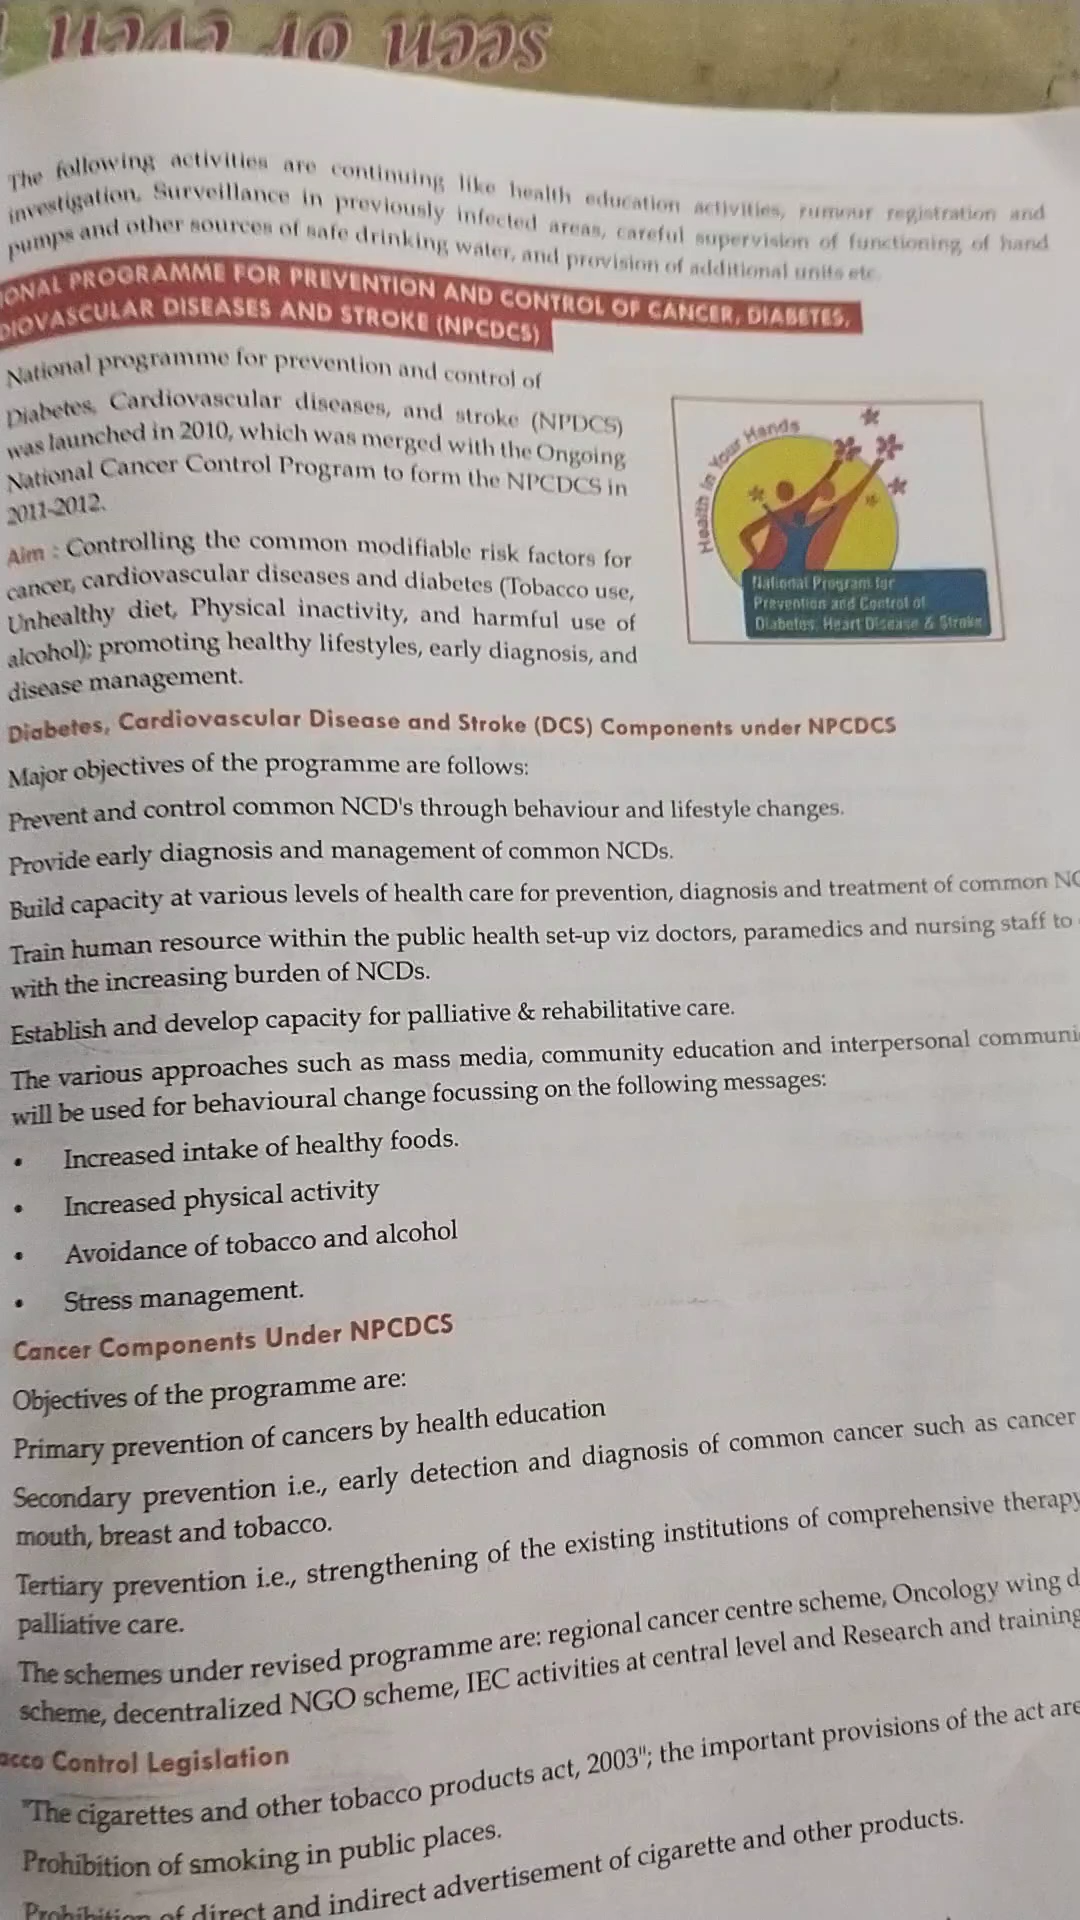 The following activities are continuing like health education activities, rumour registration and
investigation, Surveillance in previously infected areas, careful supervision of functioning of hand
pumps and other sources of safe drinking water, and provision of additional units etc.
ONAL PROGRAMME FOR PREVENTION AND CONTROL OF CANCER, DIABETES,
DIOVASCULAR DISEASES AND STROKE (NPCDCS)
National programme for prevention and control of
Diabetes, Cardiovascular diseases, and stroke (NPDCS)
was launched in 2010, which was merged with the Ongoing
National Cancer Control Program to form the NPCDCS in
2011-2012.
Health in Your Hands
National Program for
Prevention and Control of
Diabetes, Heart Disease & Stroke
Aim : Controlling the common modifiable risk factors for
cancer, cardiovascular diseases and diabetes (Tobacco use,
Unhealthy diet, Physical inactivity, and harmful use of
alcohol); promoting healthy lifestyles, early diagnosis, and
disease management.
Diabetes, Cardiovascular Disease and Stroke (DCS) Components under NPCDCS
Major objectives of the programme are follows:
Prevent and control common NCD's through behaviour and lifestyle changes.
Provide early diagnosis and management of common NCDs.
Build capacity at various levels of health care for prevention, diagnosis and treatment of common NC
Train human resource within the public health set-up viz doctors, paramedics and nursing staff to
with the increasing burden of NCDs.
Establish and develop capacity for palliative & rehabilitative care.
The various approaches such as mass media, community education and interpersonal communi
will be used for behavioural change focussing on the following messages:
• Increased intake of healthy foods.
• Increased physical activity
• Avoidance of tobacco and alcohol
• Stress management.
Cancer Components Under NPCDCS
Objectives of the programme are:
Primary prevention of cancers by health education
Secondary prevention i.e., early detection and diagnosis of common cancer such as cancer
mouth, breast and tobacco.
Tertiary prevention i.e., strengthening of the existing institutions of comprehensive therapy
palliative care.
The schemes under revised programme are: regional cancer centre scheme, Oncology wing d
scheme, decentralized NGO scheme, IEC activities at central level and Research and training
acco Control Legislation
"The cigarettes and other tobacco products act, 2003"; the important provisions of the act are
Prohibition of smoking in public places.
Prohibition of direct and indirect advertisement of cigarette and other products.